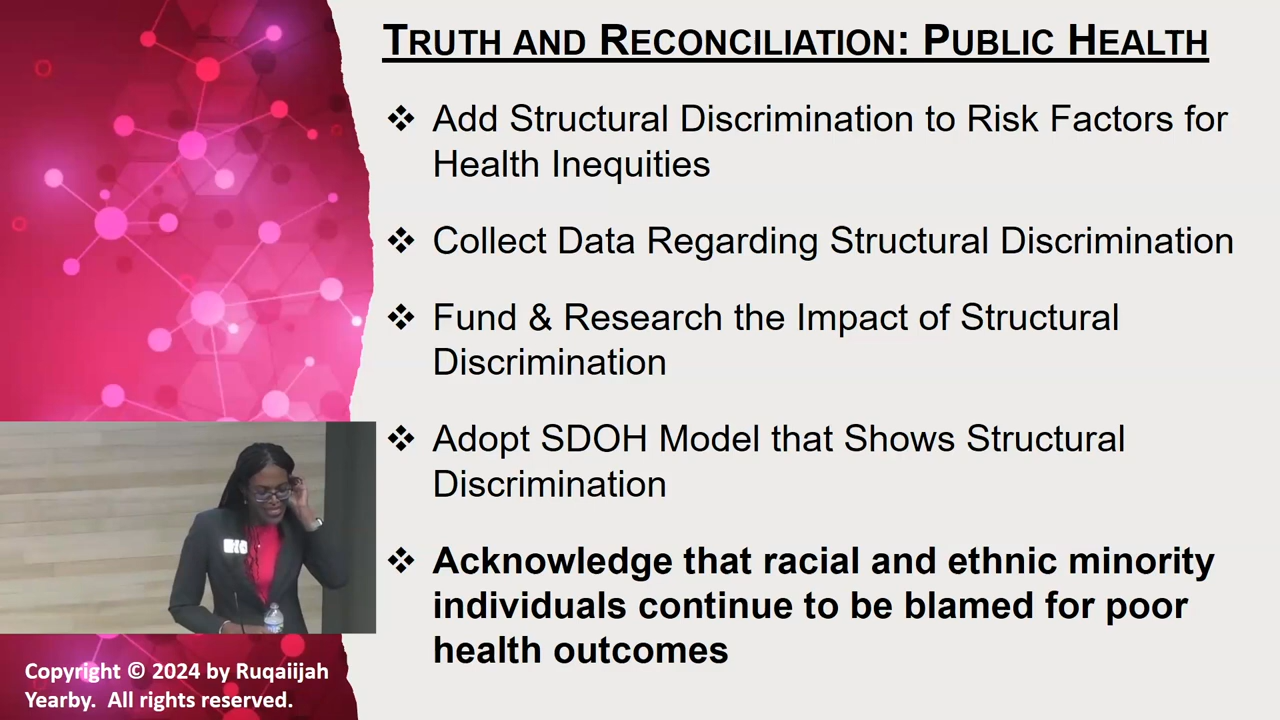 TRUTH AND RECONCILIATION: PUBLIC HEALTH
❖ Add Structural Discrimination to Risk Factors for
Health Inequities
❖ Collect Data Regarding Structural Discrimination
❖ Fund & Research the Impact of Structural
Discrimination
❖ Adopt SDOH Model that Shows Structural
Discrimination
❖ Acknowledge that racial and ethnic minority
individuals continue to be blamed for poor
health outcomes
Copyright © 2024 by Ruqaiijah
Yearby. All rights reserved.